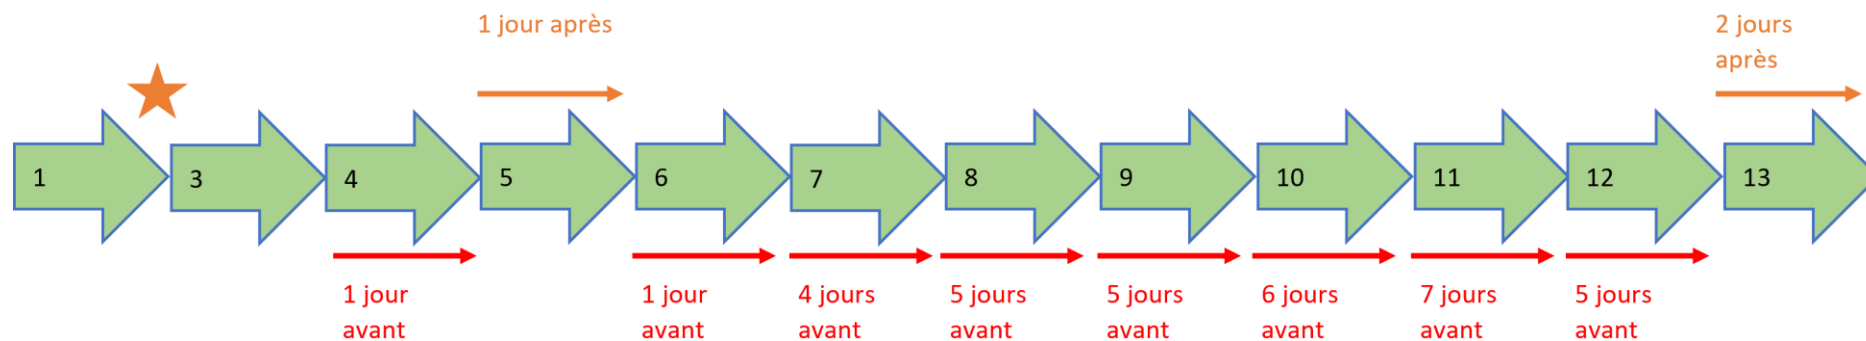 1 jour après
2 jours
après
1
3
4
5
6
7
8
9
10
11
12
13
1 jour
avant
1 jour
avant
4 jours
avant
5 jours
avant
5 jours
avant
6 jours
avant
7 jours
avant
5 jours
avant